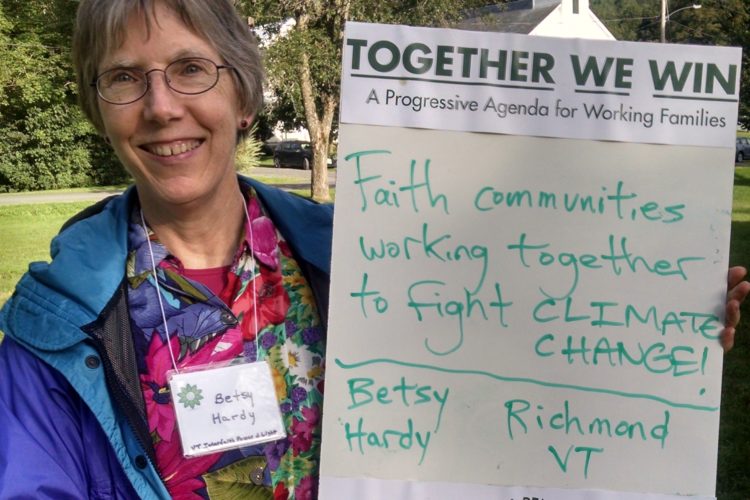 TOGETHER WE WIN
A Progressive Agenda for Working Families
Faith communities
working together
to fight CLIMATE
CHANGE!
Betsy
Hardy
Richmond
VT
Betsy
Hardy
VT Interfaith Power & Light